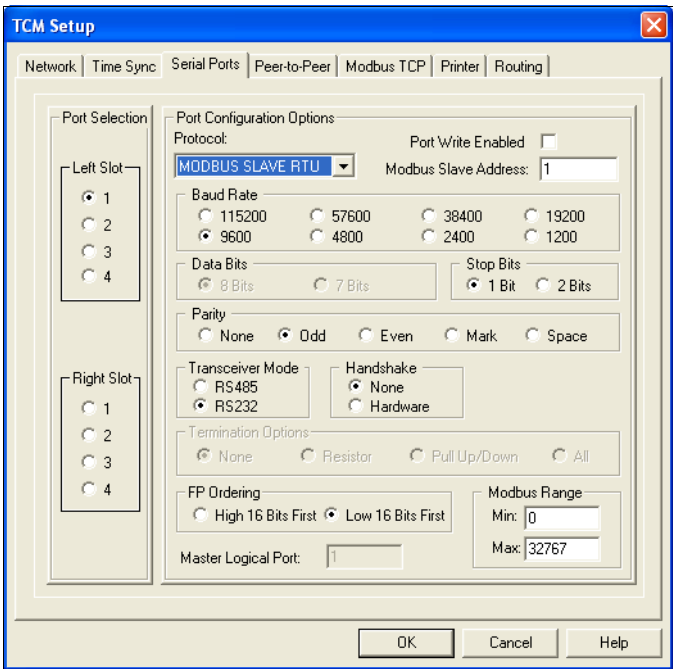 TCM Setup
Network Time Sync Serial Ports Peer-to-Peer Modbus TCP Printer Routing
Port Selection
Left Slot
1
2
3
4
Right Slot
1
2
3
4
Port Configuration Options
Protocol:
Port Write Enabled
MODBUS SLAVE RTU
Modbus Slave Address: 1
Baud Rate
115200 57600 38400 19200
9600 4800 2400 1200
Data Bits
8 Bits 7 Bits
Stop Bits
1 Bit 2 Bits
Parity
None Odd Even Mark Space
Transceiver Mode
RS485
RS232
Handshake
None
Hardware
Termination Options
None Resistor Pull Up/Down All
FP Ordering
High 16 Bits First Low 16 Bits First
Modbus Range
Min: 0
Max: 32767
Master Logical Port: 1
OK Cancel Help